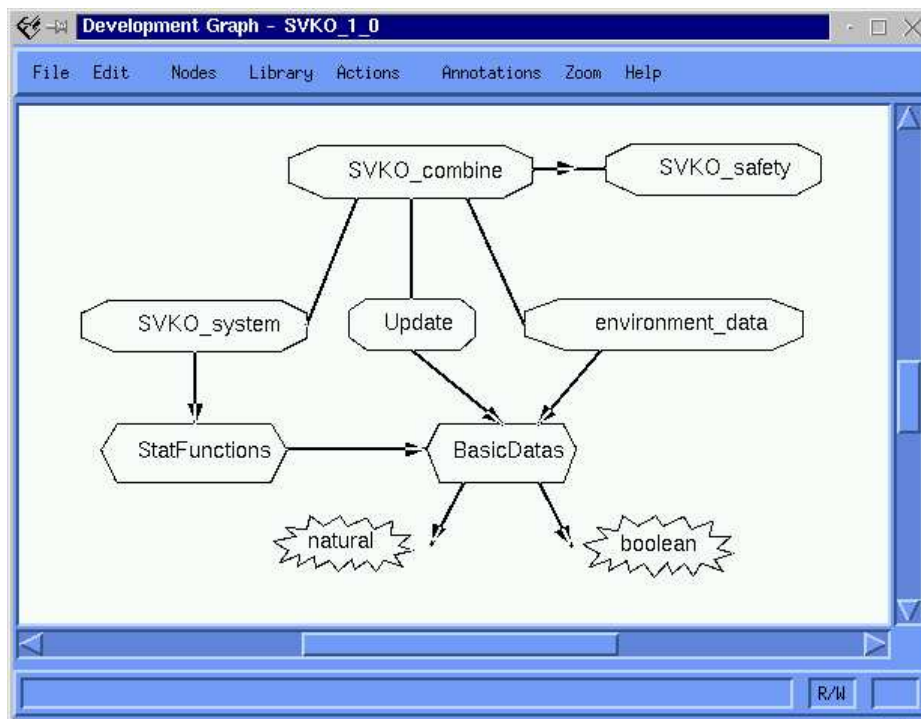 Development Graph - SVKO_1_0
File Edit Nodes Library Actions Annotations Zoom Help
SVKO_combine SVKO_safety
SVKO_system Update environment_data
StatFunctions BasicDatas
natural boolean
R/W